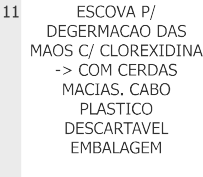 11 ESCOVA P/
DEGERMACAO DAS
MAOS C/ CLOREXIDINA
-> COM CERDAS
MACIAS. CABO
PLASTICO
DESCARTAVEL
EMBALAGEM